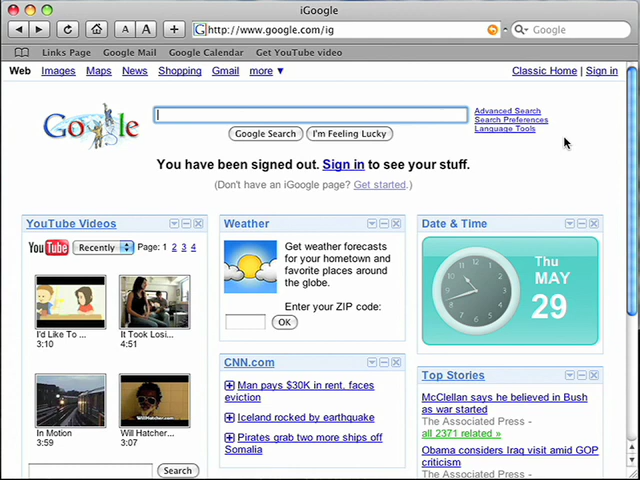 iGoogle
A A
http://www.google.com/ig
Google
Links Page Google Mail Google Calendar Get YouTube video
Web Images Maps News Shopping Gmail more ▼
Classic Home | Sign in
Google
Advanced Search
Search Preferences
Language Tools
Google Search I'm Feeling Lucky
You have been signed out. Sign in to see your stuff.
(Don't have an iGoogle page? Get started.)
YouTube Videos
YouTube Recently Page: 1 2 3 4
I'd Like To ...
3:10
It Took Losi...
4:51
In Motion
3:59
WillHatcher.com
Will Hatcher...
3:07
Search
Weather
Get weather forecasts
for your hometown and
favorite places around
the globe.
Enter your ZIP code:
OK
CNN.com
Man pays $30K in rent, faces
eviction
Iceland rocked by earthquake
Pirates grab two more ships off
Somalia
Date & Time
Thu
MAY
29
Top Stories
McClellan says he believed in Bush
as war started
The Associated Press -
all 2371 related »
Obama considers Iraq visit amid GOP
criticism
The Associated Press -